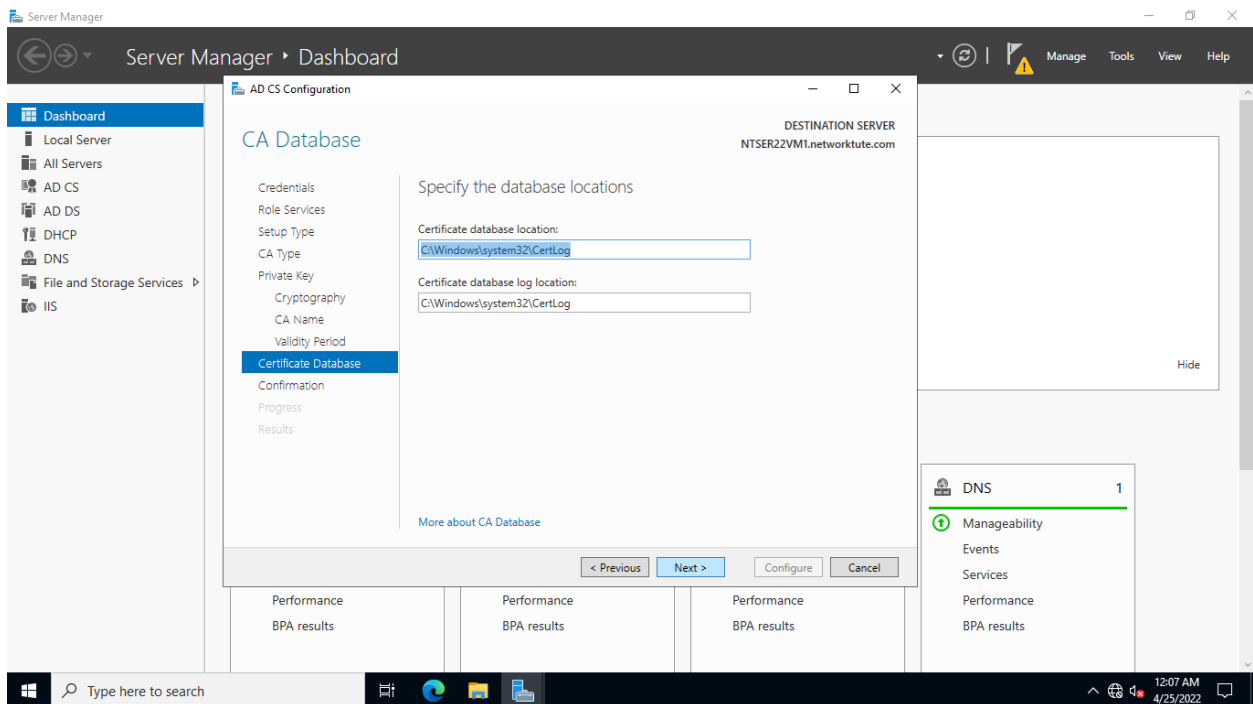 Server Manager
Server Manager ‣ Dashboard
Manage Tools View Help
Dashboard
Local Server
All Servers
AD CS
AD DS
DHCP
DNS
File and Storage Services
IIS
AD CS Configuration
CA Database
DESTINATION SERVER
NTSER22VM1.networktute.com
Credentials
Role Services
Setup Type
CA Type
Private Key
Cryptography
CA Name
Validity Period
Certificate Database
Confirmation
Progress
Results
Specify the database locations
Certificate database location:
C:\Windows\system32\CertLog
Certificate database log location:
C:\Windows\system32\CertLog
More about CA Database
< Previous Next > Configure Cancel
Hide
DNS 1
Manageability
Events
Services
Performance
BPA results
Performance
BPA results
Performance
BPA results
Performance
BPA results
Type here to search
12:07 AM
4/25/2022